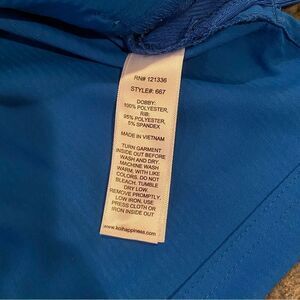 RN# 121336
STYLE#: 667
DOBBY:
100% POLYESTER,
RIB:
95% POLYESTER,
5% SPANDEX
MADE IN VIETNAM
TURN GARMENT
INSIDE OUT BEFORE
WASH AND DRY.
MACHINE WASH
WARM, WITH LIKE
COLORS. DO NOT
BLEACH. TUMBLE
DRY LOW.
REMOVE PROMPTLY.
LOW IRON, USE
PRESS CLOTH OR
IRON INSIDE OUT
www.koihappiness.com